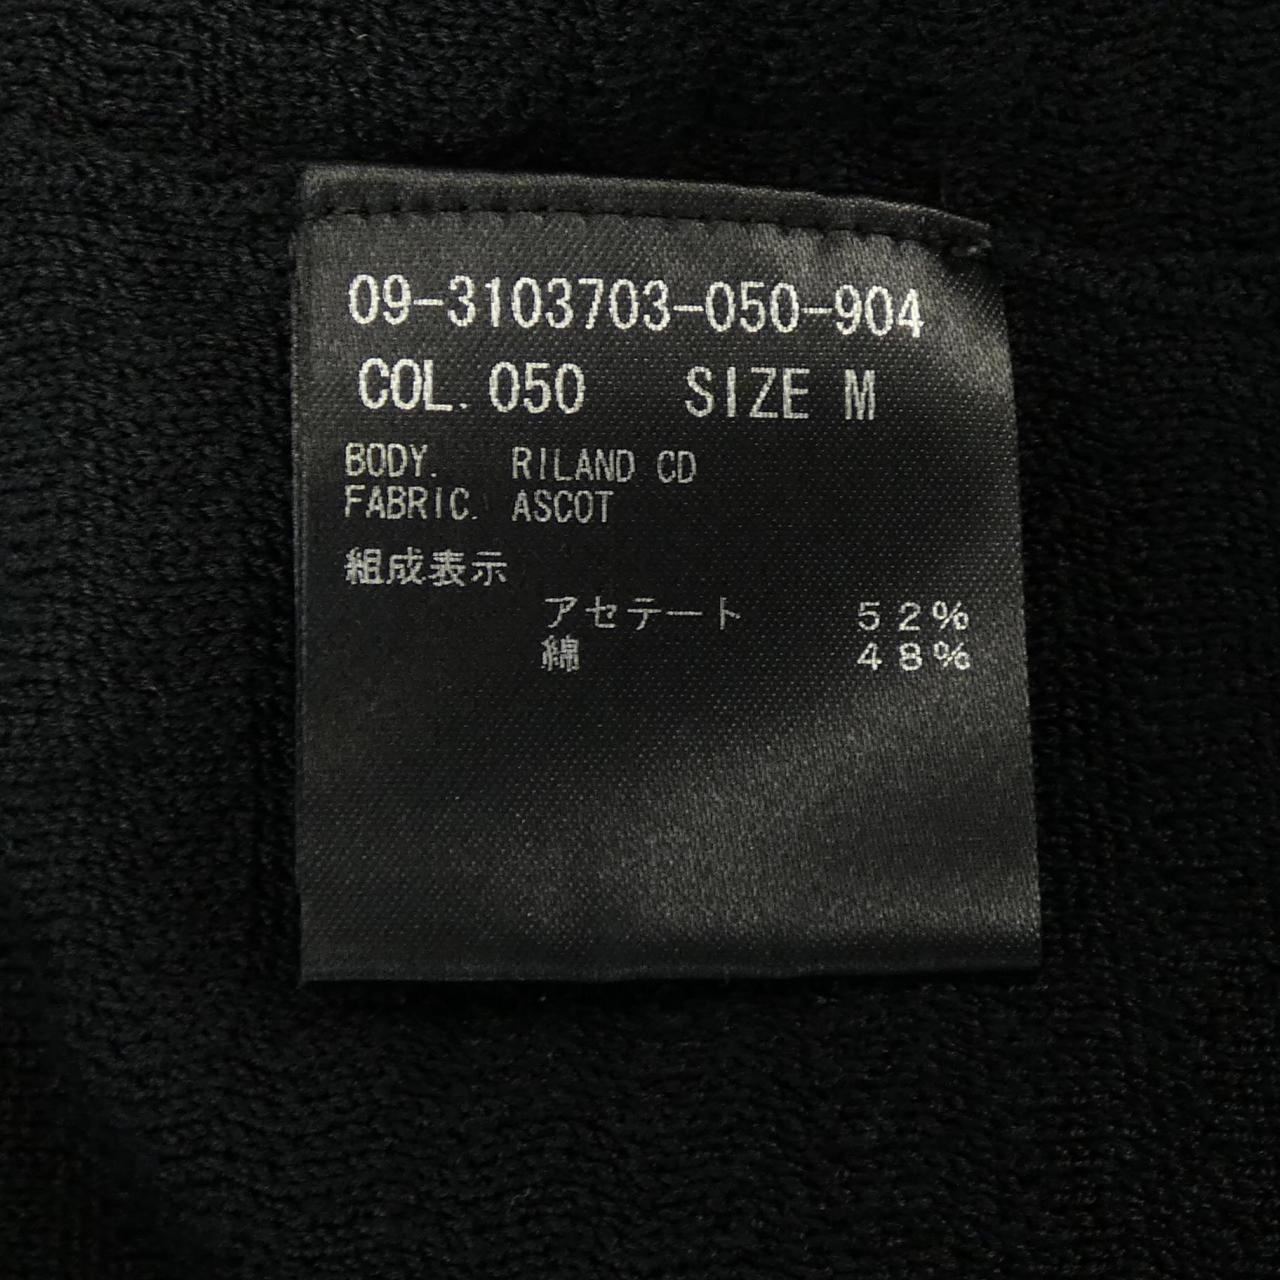 09-3103703-050-904
COL. 050 SIZE M
BODY. RILAND CD
FABRIC. ASCOT
組成表示
アセテート 52%
綿 48%